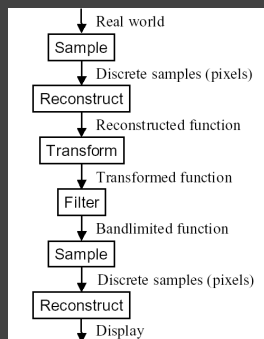 Real world
Sample
Discrete samples (pixels)
Reconstruct
Reconstructed function
Transform
Transformed function
Filter
Bandlimited function
Sample
Discrete samples (pixels)
Reconstruct
Display